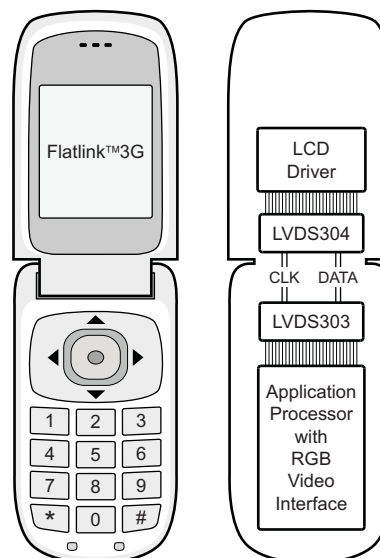 Flatlink™3G
1 2 3
4 5 6
7 8 9
* 0 #
LCD
Driver
LVDS304
CLK DATA
LVDS303
Application
Processor
with
RGB
Video
Interface